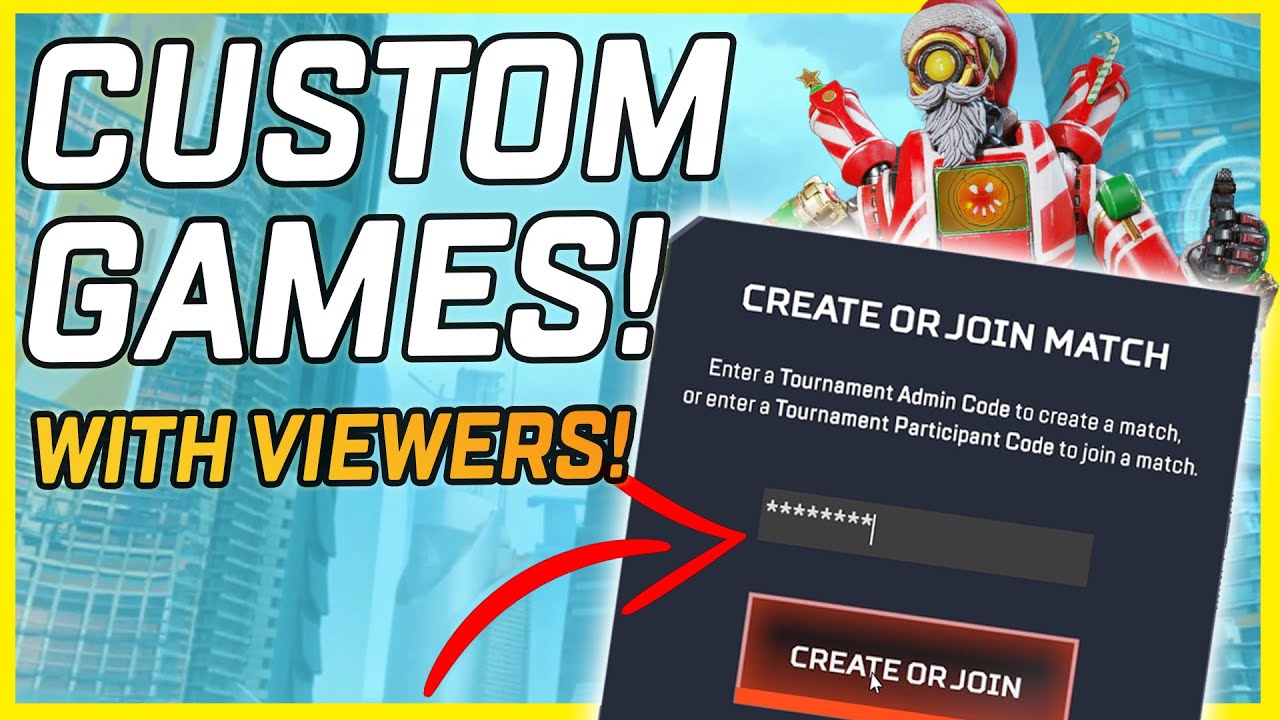 CUSTOM
GAMES!
WITH VIEWERS!
CREATE OR JOIN MATCH
Enter a Tournament Admin Code to create a match,
or enter a Tournament Participant Code to join a match.
********
CREATE OR JOIN